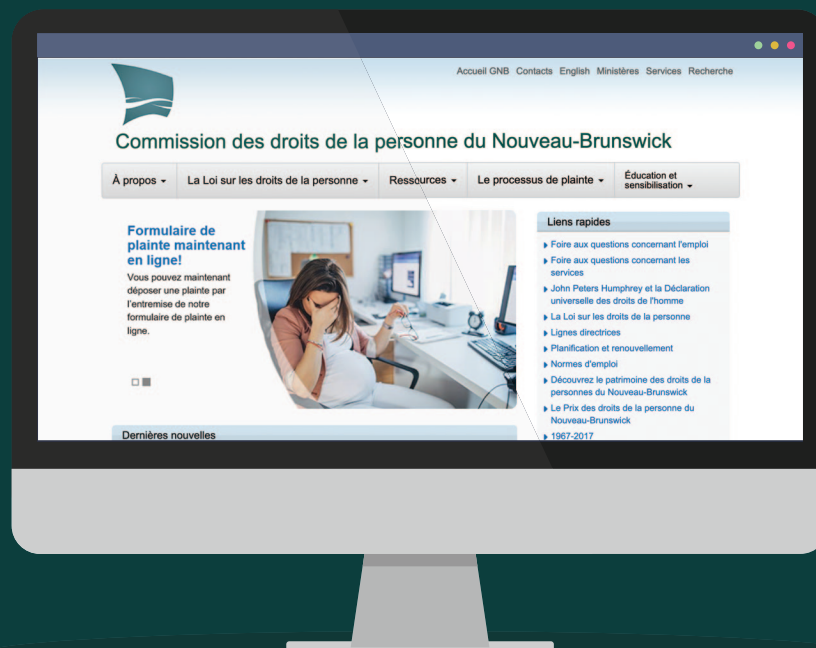 Accueil GNB Contacts English Ministères Services Recherche
Commission des droits de la personne du Nouveau-Brunswick
À propos
La Loi sur les droits de la personne
Ressources
Le processus de plainte
Éducation et
sensibilisation
Formulaire de
plainte maintenant
en ligne!
Vous pouvez maintenant
déposer une plainte par
l'entremise de notre
formulaire de plainte en
ligne.
Liens rapides
Foire aux questions concernant l'emploi
Foire aux questions concernant les
services
John Peters Humphrey et la Déclaration
universelle des droits de l'homme
La Loi sur les droits de la personne
Lignes directrices
Planification et renouvellement
Normes d'emploi
Découvrez le patrimoine des droits de la
personnes du Nouveau-Brunswick
Le Prix des droits de la personne du
Nouveau-Brunswick
1967-2017
Dernières nouvelles